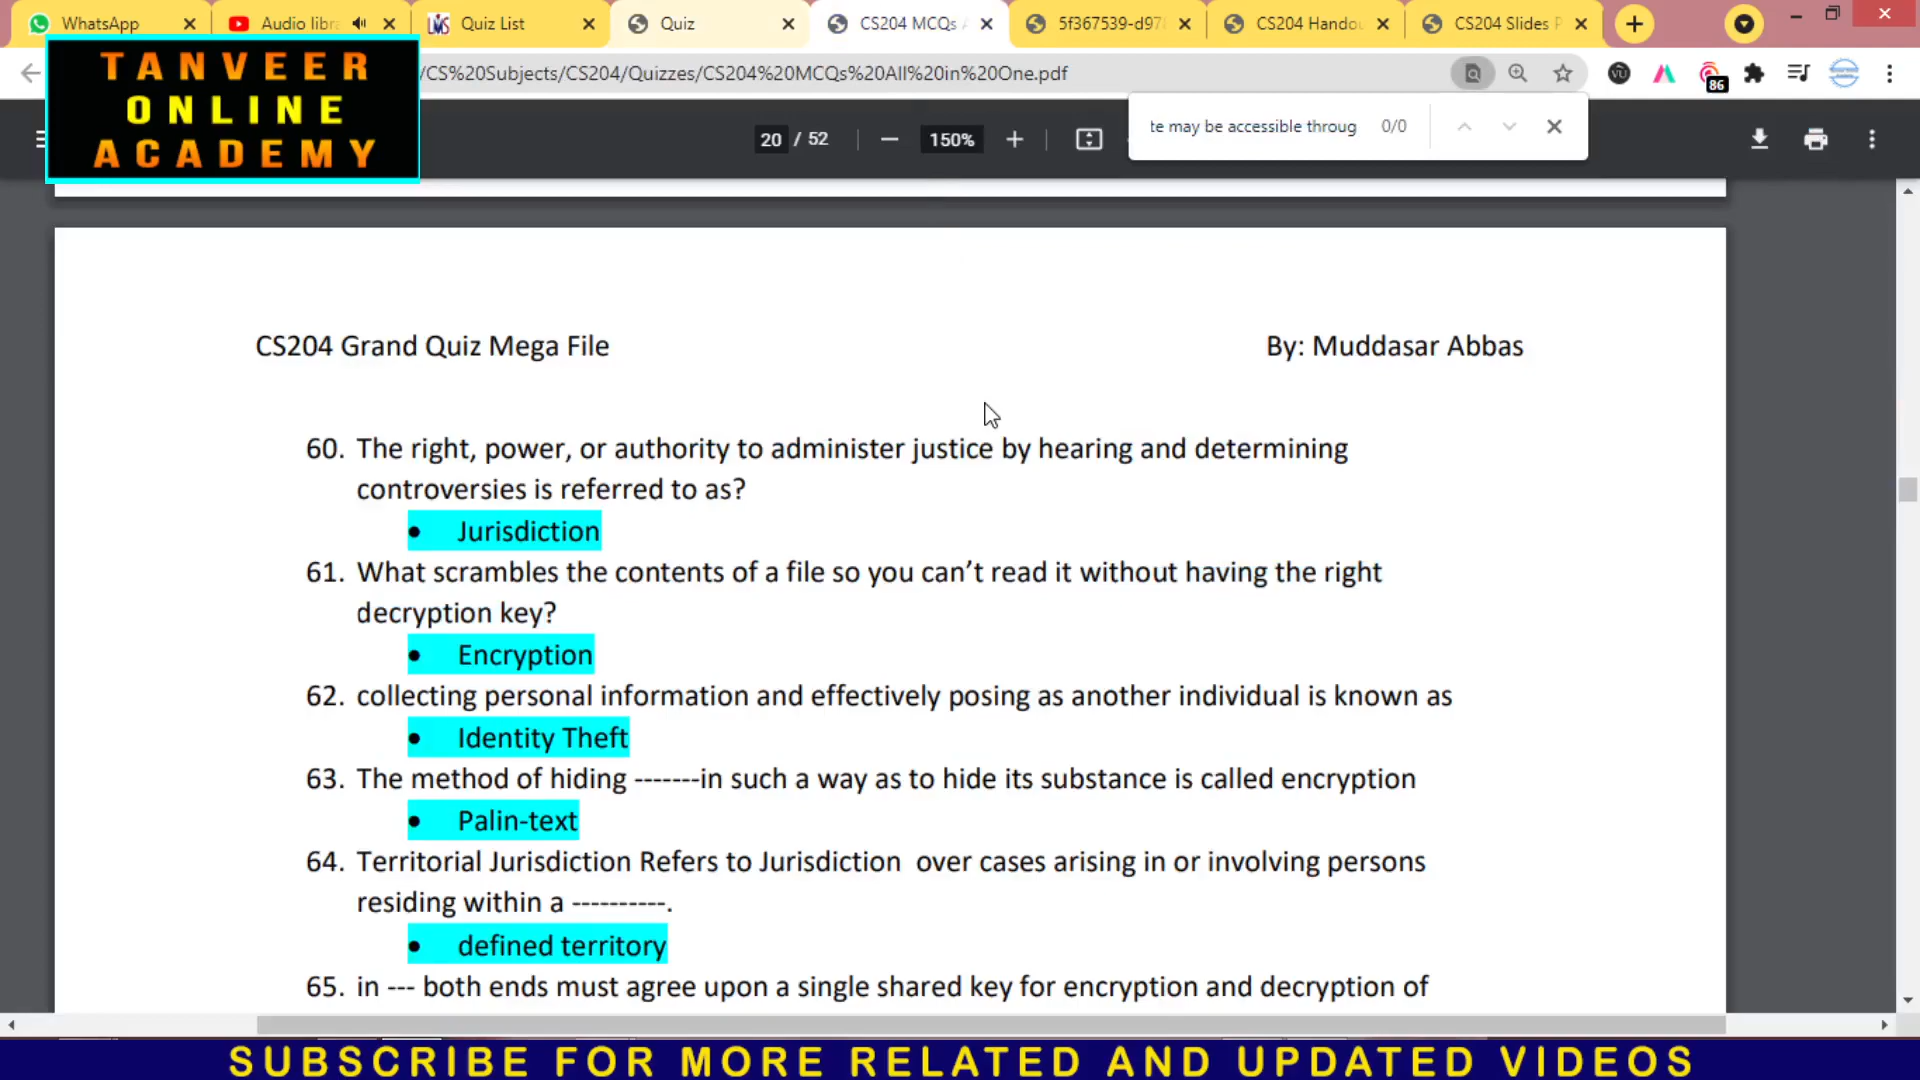 WhatsApp
Audio libra
Quiz List
Quiz
CS204 MCQs A
5f367539-d978
CS204 Handou
CS204 Slides P
TANVEER
ONLINE
ACADEMY
/CS%20Subjects/CS204/Quizzes/CS204%20MCQs%20All%20in%20One.pdf
VU
86
te may be accessible throug 0/0
20 / 52
150%
CS204 Grand Quiz Mega File
By: Muddasar Abbas
60. The right, power, or authority to administer justice by hearing and determining
controversies is referred to as?
• Jurisdiction
61. What scrambles the contents of a file so you can’t read it without having the right
decryption key?
• Encryption
62. collecting personal information and effectively posing as another individual is known as
• Identity Theft
63. The method of hiding -------in such a way as to hide its substance is called encryption
• Palin-text
64. Territorial Jurisdiction Refers to Jurisdiction over cases arising in or involving persons
residing within a ----------.
• defined territory
65. in --- both ends must agree upon a single shared key for encryption and decryption of
SUBSCRIBE FOR MORE RELATED AND UPDATED VIDEOS